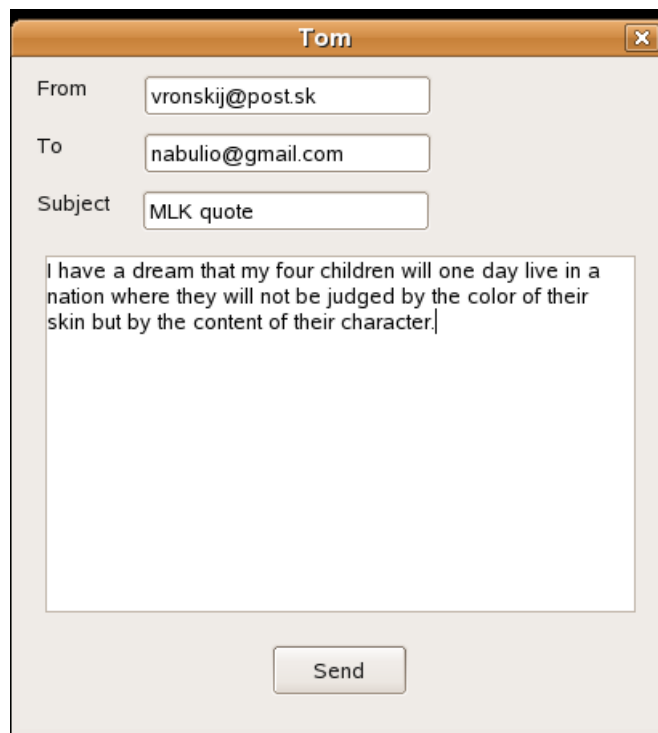 Tom
From vronskij@post.sk
To nabulio@gmail.com
Subject MLK quote
I have a dream that my four children will one day live in a
nation where they will not be judged by the color of their
skin but by the content of their character.
Send